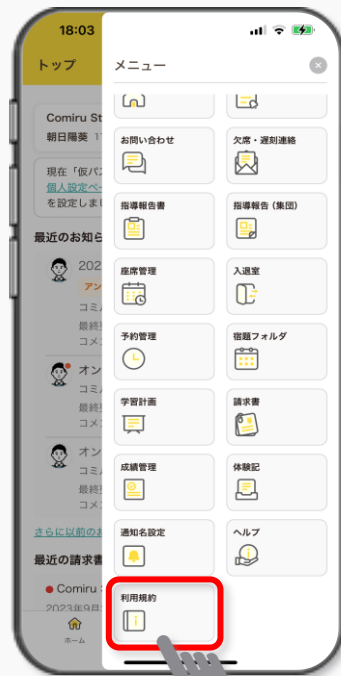 18:03
トップ
メニュー
Comiru St
朝日陽葵
お問い合わせ
欠席・遅刻連絡
現在「仮パス
個人設定ペー
を設定しまし
指導報告書
指導報告（集団）
最近のお知ら
202
アン
コミ
最終更
コメン
座席管理
入退室
予約管理
宿題フォルダ
オン
コミ
最終更
コメ
学習計画
請求書
オン
コミ
最終更
コメ
成績管理
体験記
さらに以前のお
通知名設定
ヘルプ
最近の請求書
Comiru
2023年9月
利用規約
ホーム